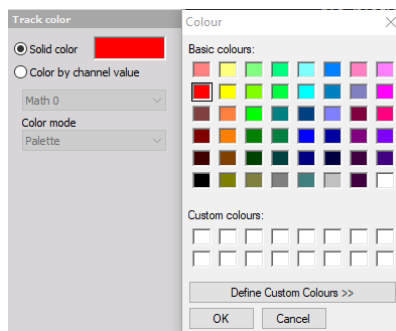 Track color
Solid color
Color by channel value
Math 0
Color mode
Palette
Colour
Basic colours:
Custom colours:
Define Custom Colours >>
OK
Cancel